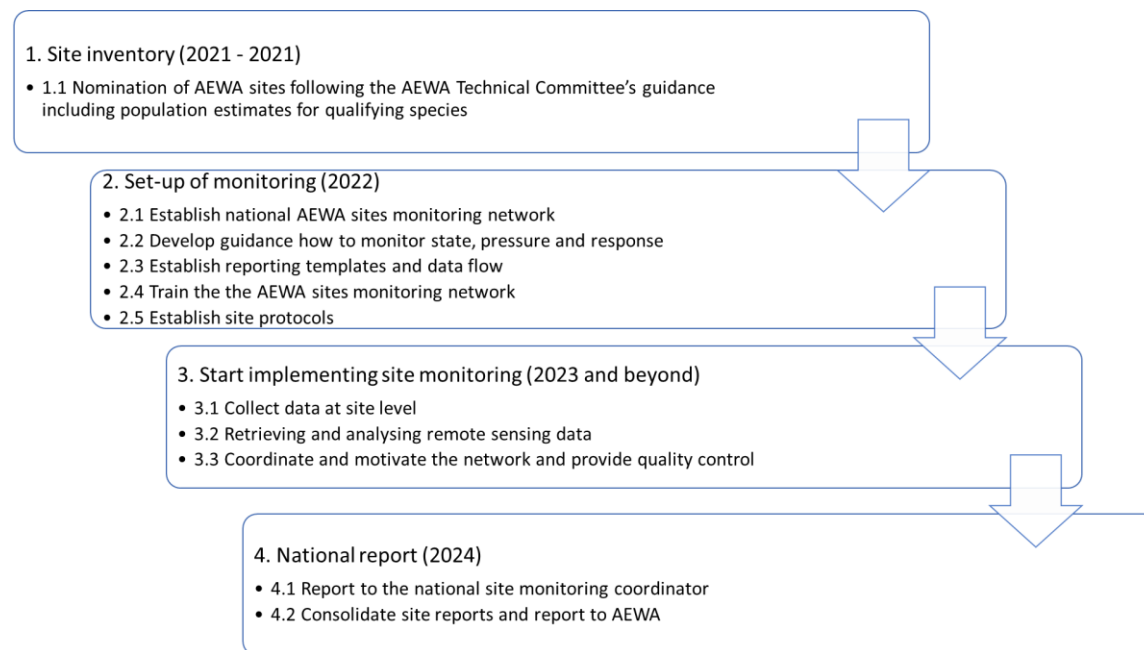 1. Site inventory (2021 - 2021)
• 1.1 Nomination of AEWA sites following the AEWA Technical Committee's guidance
including population estimates for qualifying species
2. Set-up of monitoring (2022)
• 2.1 Establish national AEWA sites monitoring network
• 2.2 Develop guidance how to monitor state, pressure and response
• 2.3 Establish reporting templates and data flow
• 2.4 Train the the AEWA sites monitoring network
• 2.5 Establish site protocols
3. Start implementing site monitoring (2023 and beyond)
• 3.1 Collect data at site level
• 3.2 Retrieving and analysing remote sensing data
• 3.3 Coordinate and motivate the network and provide quality control
4. National report (2024)
• 4.1 Report to the national site monitoring coordinator
• 4.2 Consolidate site reports and report to AEWA